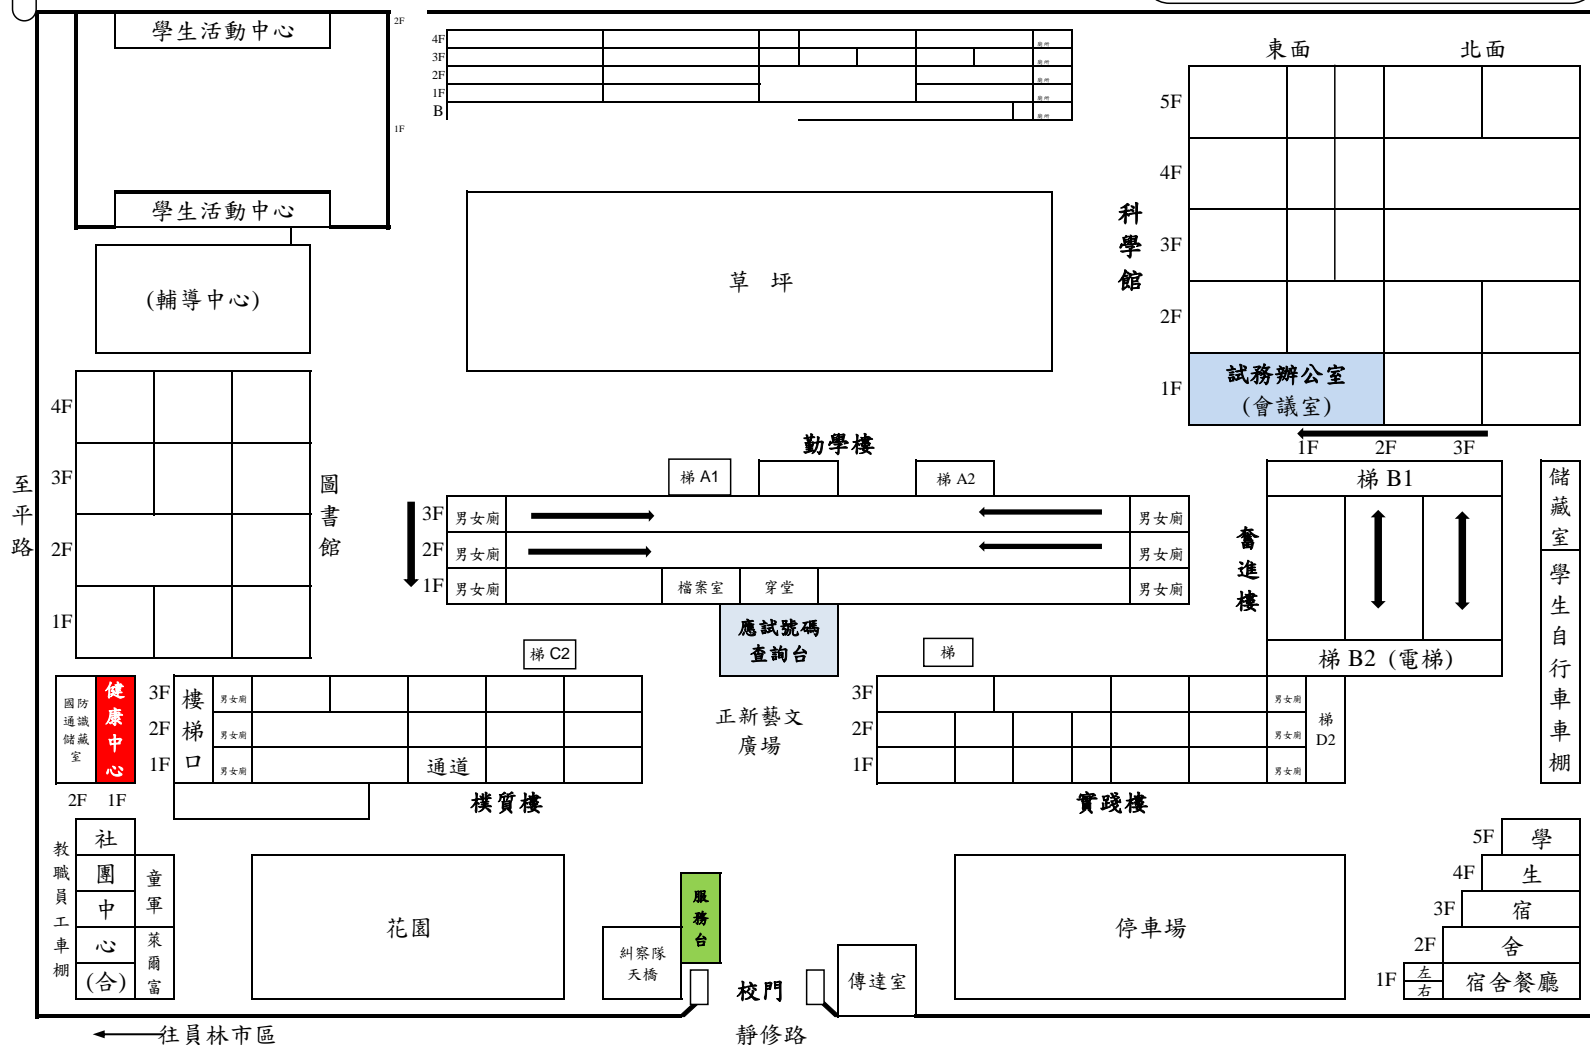 學生活動中心
2F
1F
學生活動中心
(輔導中心)
4F
3F
2F
1F
B
草 坪
東面
北面
5F
4F
3F
2F
1F
科學館
試務辦公室
(會議室)
4F
3F
2F
1F
圖書館
至平路
勤學樓
梯 A1
梯 A2
3F 男女廁 男女廁
2F 男女廁 男女廁
1F 男女廁 檔案室 穿堂 男女廁
應試號碼
查詢台
1F 2F 3F
梯 B1
奮進樓
梯 B2 (電梯)
儲藏室
學生自行車車棚
梯 C2
梯
國防
通識
儲藏
室
健康中心
2F 1F
3F
2F
1F
樓梯口
男女廁
男女廁
男女廁
通道
樸質樓
正新藝文
廣場
3F
2F
1F
男女廁
男女廁
男女廁
梯
D2
實踐樓
教職員工車棚
社團中心(合)
童軍
萊爾富
花園
服務台
糾察隊
天橋
校門
傳達室
停車場
5F 學
4F 生
3F 宿
2F 舍
1F 左 右 宿舍餐廳
往員林市區
靜修路